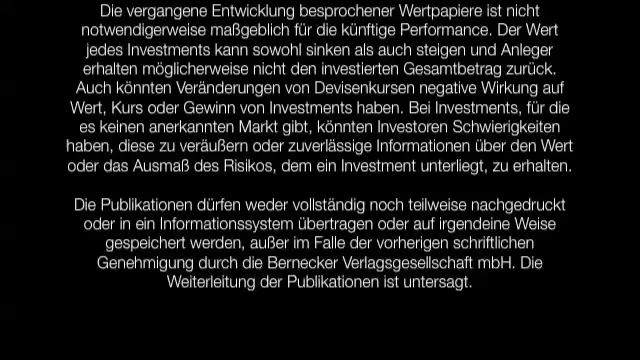 Die vergangene Entwicklung besprochener Wertpapiere ist nicht
notwendigerweise maßgeblich für die künftige Performance. Der Wert
jedes Investments kann sowohl sinken als auch steigen und Anleger
erhalten möglicherweise nicht den investierten Gesamtbetrag zurück.
Auch könnten Veränderungen von Devisenkursen negative Wirkung auf
Wert, Kurs oder Gewinn von Investments haben. Bei Investments, für die
es keinen anerkannten Markt gibt, könnten Investoren Schwierigkeiten
haben, diese zu veräußern oder zuverlässige Informationen über den Wert
oder das Ausmaß des Risikos, dem ein Investment unterliegt, zu erhalten.
Die Publikationen dürfen weder vollständig noch teilweise nachgedruckt
oder in ein Informationssystem übertragen oder auf irgendeine Weise
gespeichert werden, außer im Falle der vorherigen schriftlichen
Genehmigung durch die Bernecker Verlagsgesellschaft mbH. Die
Weiterleitung der Publikationen ist untersagt.